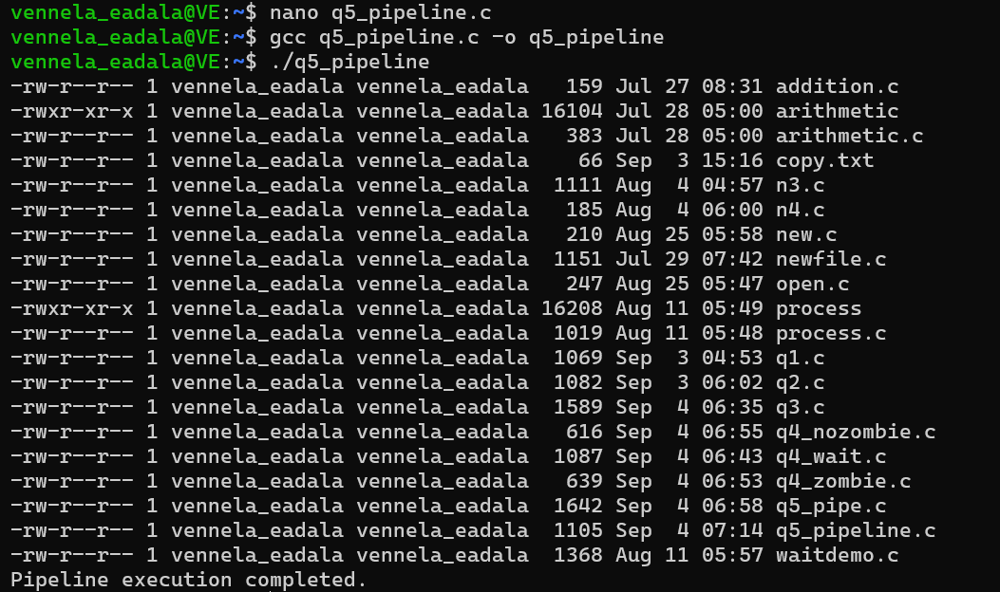 vennela_eadala@VE:~$ nano q5_pipeline.c
vennela_eadala@VE:~$ gcc q5_pipeline.c -o q5_pipeline
vennela_eadala@VE:~$ ./q5_pipeline
-rw-r--r-- 1 vennela_eadala vennela_eadala   159 Jul 27 08:31 addition.c
-rwxr-xr-x 1 vennela_eadala vennela_eadala 16104 Jul 28 05:00 arithmetic
-rw-r--r-- 1 vennela_eadala vennela_eadala   383 Jul 28 05:00 arithmetic.c
-rw-r--r-- 1 vennela_eadala vennela_eadala    66 Sep  3 15:16 copy.txt
-rw-r--r-- 1 vennela_eadala vennela_eadala  1111 Aug  4 04:57 n3.c
-rw-r--r-- 1 vennela_eadala vennela_eadala   185 Aug  4 06:00 n4.c
-rw-r--r-- 1 vennela_eadala vennela_eadala   210 Aug 25 05:58 new.c
-rw-r--r-- 1 vennela_eadala vennela_eadala  1151 Jul 29 07:42 newfile.c
-rw-r--r-- 1 vennela_eadala vennela_eadala   247 Aug 25 05:47 open.c
-rwxr-xr-x 1 vennela_eadala vennela_eadala 16208 Aug 11 05:49 process
-rw-r--r-- 1 vennela_eadala vennela_eadala  1019 Aug 11 05:48 process.c
-rw-r--r-- 1 vennela_eadala vennela_eadala  1069 Sep  3 04:53 q1.c
-rw-r--r-- 1 vennela_eadala vennela_eadala  1082 Sep  3 06:02 q2.c
-rw-r--r-- 1 vennela_eadala vennela_eadala  1589 Sep  4 06:35 q3.c
-rw-r--r-- 1 vennela_eadala vennela_eadala   616 Sep  4 06:55 q4_nozombie.c
-rw-r--r-- 1 vennela_eadala vennela_eadala  1087 Sep  4 06:43 q4_wait.c
-rw-r--r-- 1 vennela_eadala vennela_eadala   639 Sep  4 06:53 q4_zombie.c
-rw-r--r-- 1 vennela_eadala vennela_eadala  1642 Sep  4 06:58 q5_pipe.c
-rw-r--r-- 1 vennela_eadala vennela_eadala  1105 Sep  4 07:14 q5_pipeline.c
-rw-r--r-- 1 vennela_eadala vennela_eadala  1368 Aug 11 05:57 waitdemo.c
Pipeline execution completed.